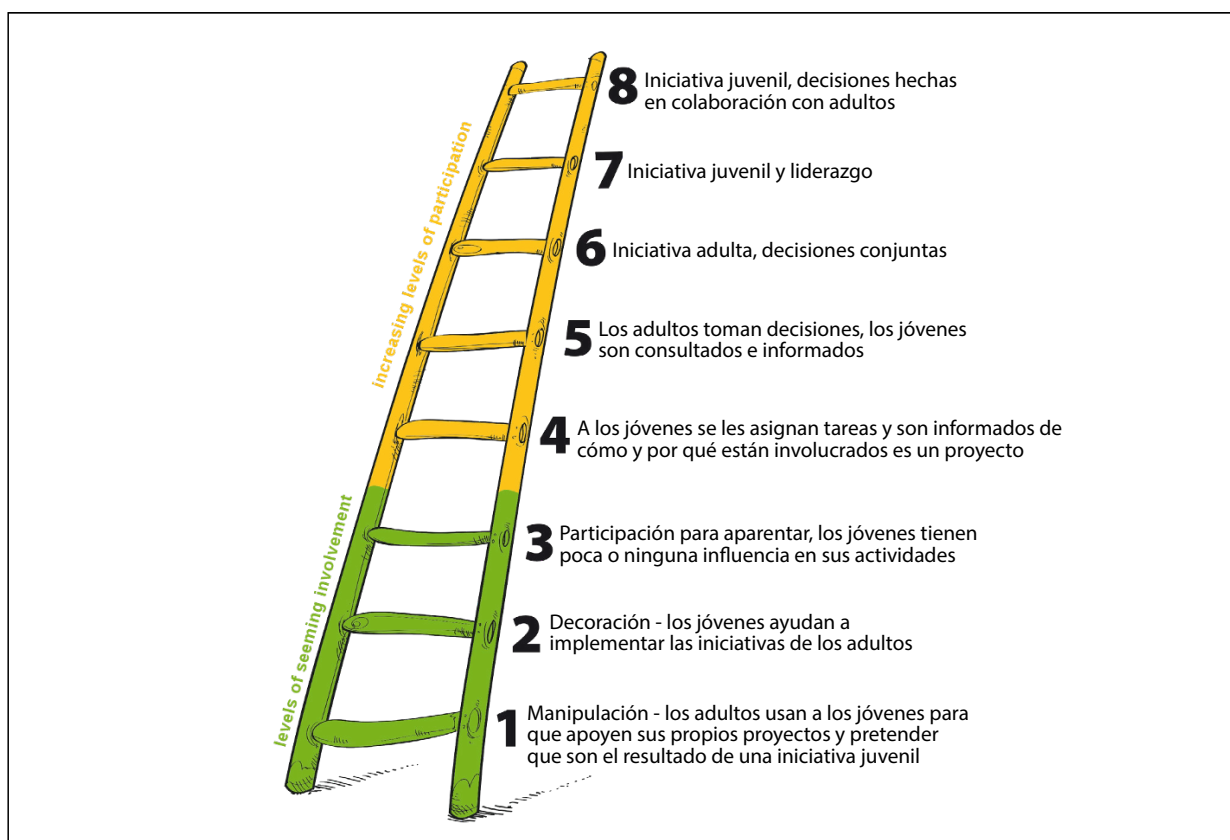 8 Iniciativa juvenil, decisiones hechas
en colaboración con adultos
7 Iniciativa juvenil y liderazgo
6 Iniciativa adulta, decisiones conjuntas
5 Los adultos toman decisiones, los jóvenes
son consultados e informados
4 A los jóvenes se les asignan tareas y son informados de
cómo y por qué están involucrados es un proyecto
3 Participación para aparentar, los jóvenes tienen
poca o ninguna influencia en sus actividades
2 Decoración - los jóvenes ayudan a
implementar las iniciativas de los adultos
1 Manipulación - los adultos usan a los jóvenes para
que apoyen sus propios proyectos y pretender
que son el resultado de una iniciativa juvenil
increasing levels of participation
levels of seeming involvement